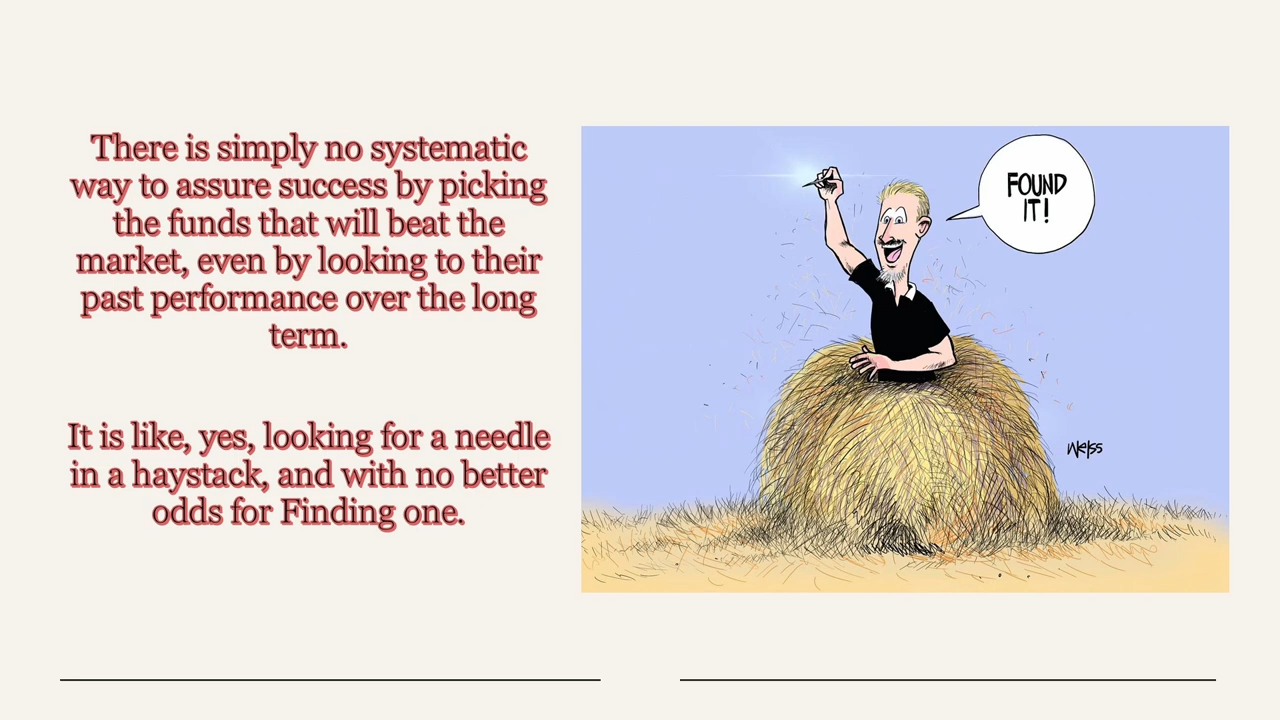 There is simply no systematic
way to assure success by picking
the funds that will beat the
market, even by looking to their
past performance over the long
term.
It is like, yes, looking for a needle
in a haystack, and with no better
odds for Finding one.
FOUND
IT!
Weiss